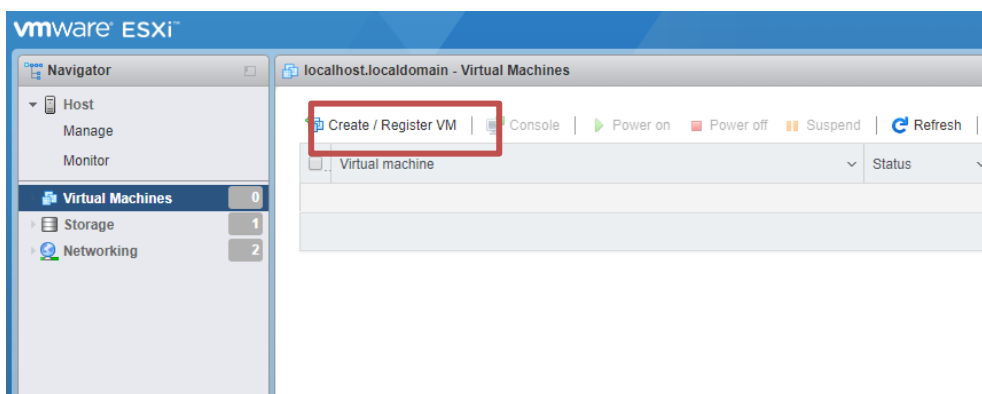 vmware ESXi™
Navigator
localhost.localdomain - Virtual Machines
Host
Manage
Monitor
Virtual Machines 0
Storage 1
Networking 2
Create / Register VM | Console | Power on Power off Suspend | Refresh |
Virtual machine Status